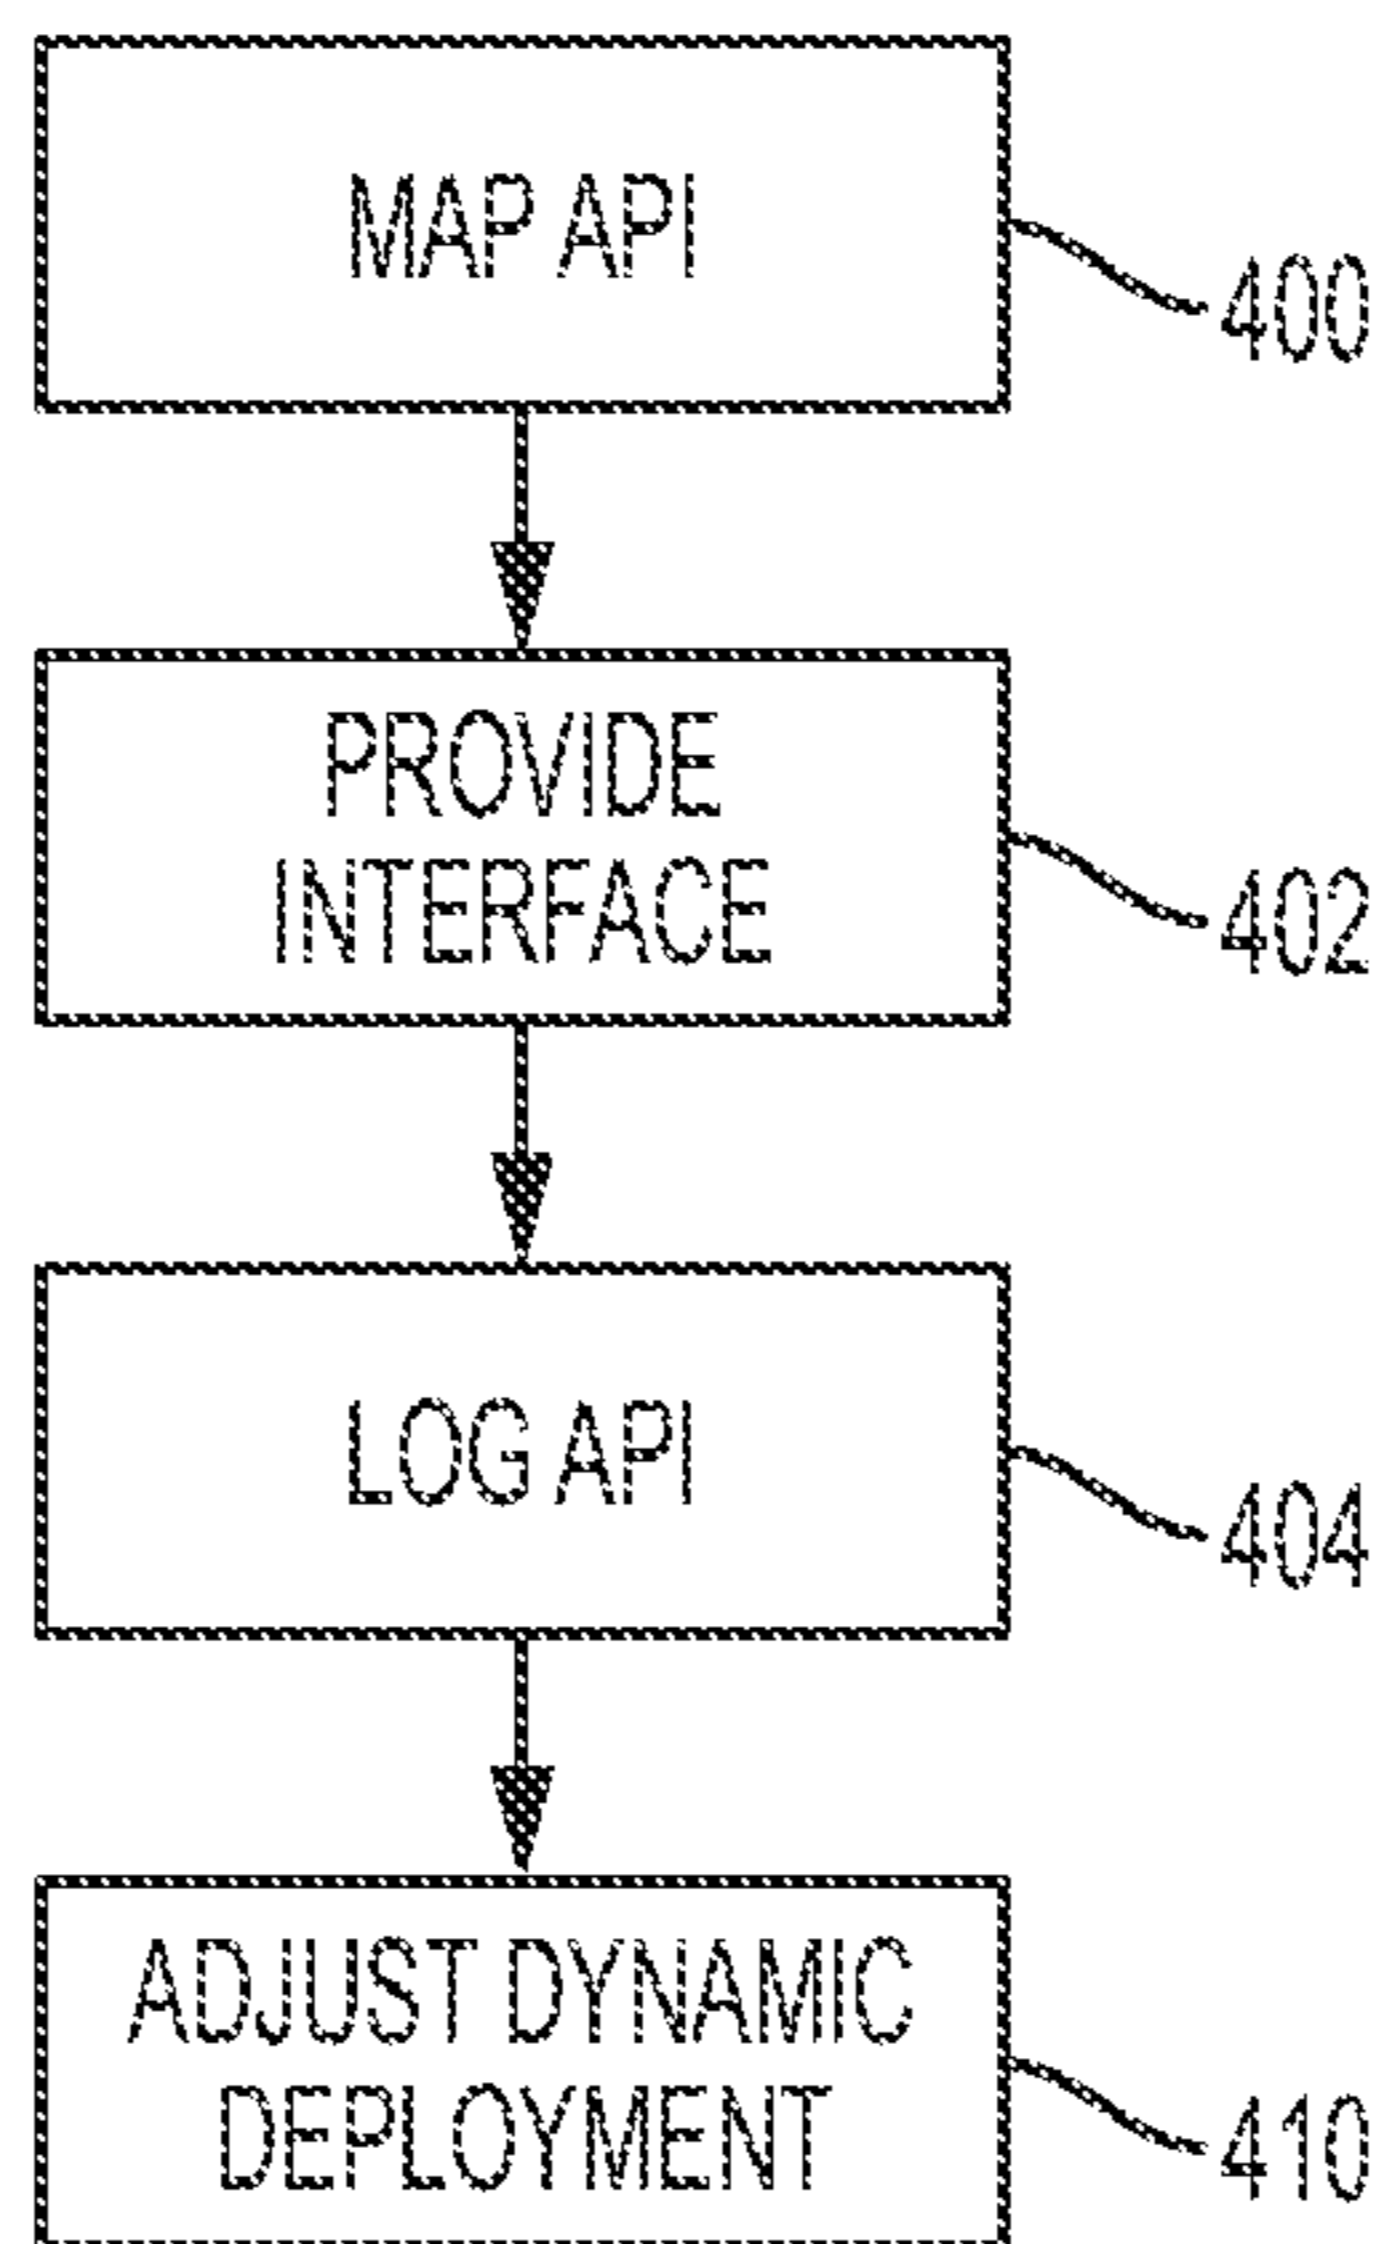 MAP API
400
PROVIDE
INTERFACE
402
LOG API
404
ADJUST DYNAMIC
DEPLOYMENT
410